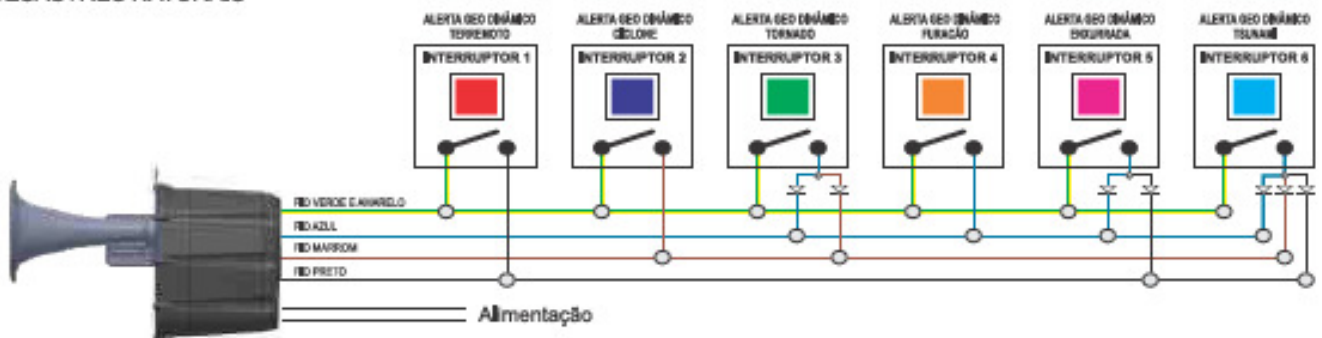 ALERTA GEO DINÂMICO
TERREMOTO
INTERRUPTOR 1
ALERTA GEO DINÂMICO
CICLONE
INTERRUPTOR 2
ALERTA GEO DINÂMICO
TORNADO
INTERRUPTOR 3
ALERTA GEO DINÂMICO
FURACÃO
INTERRUPTOR 4
ALERTA GEO DINÂMICO
ENXURRADA
INTERRUPTOR 5
ALERTA GEO DINÂMICO
TSUNAMI
INTERRUPTOR 6
FIO VERDE E AMARELO
FIO AZUL
FIO MARROM
FIO PRETO
Alimentação